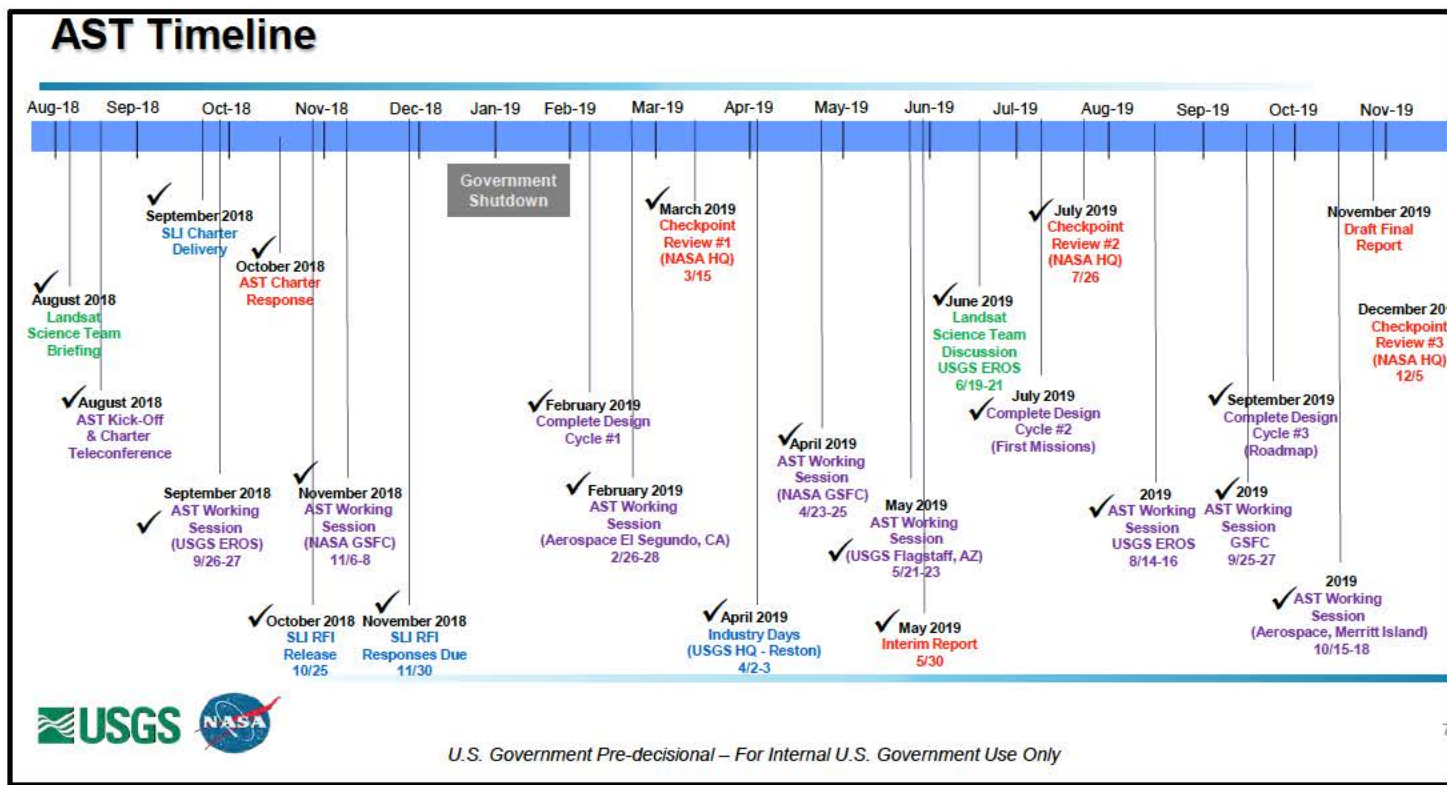 AST Timeline
Aug-18 Sep-18 Oct-18 Nov-18 Dec-18 Jan-19 Feb-19 Mar-19 Apr-19 May-19 Jun-19 Jul-19 Aug-19 Sep-19 Oct-19 Nov-19
Government
Shutdown
September 2018
SLI Charter
Delivery
October 2018
AST Charter
Response
August 2018
Landsat
Science Team
Briefing
August 2018
AST Kick-Off
& Charter
Teleconference
September 2018
AST Working
Session
(USGS EROS)
9/26-27
November 2018
AST Working
Session
(NASA GSFC)
11/6-8
October 2018
SLI RFI
Release
10/25
November 2018
SLI RFI
Responses Due
11/30
March 2019
Checkpoint
Review #1
(NASA HQ)
3/15
February 2019
Complete Design
Cycle #1
February 2019
AST Working
Session
(Aerospace El Segundo, CA)
2/26-28
April 2019
Industry Days
(USGS HQ - Reston)
4/2-3
April 2019
AST Working
Session
(NASA GSFC)
4/23-25
May 2019
AST Working
Session
(USGS Flagstaff, AZ)
5/21-23
May 2019
Interim Report
5/30
June 2019
Landsat
Science Team
Discussion
USGS EROS
6/19-21
July 2019
Checkpoint
Review #2
(NASA HQ)
7/26
July 2019
Complete Design
Cycle #2
(First Missions)
2019
AST Working
Session
USGS EROS
8/14-16
September 2019
Complete Design
Cycle #3
(Roadmap)
2019
AST Working
Session
GSFC
9/25-27
2019
AST Working
Session
(Aerospace, Merritt Island)
10/15-18
November 2019
Draft Final
Report
December 201
Checkpoint
Review #3
(NASA HQ)
12/5
USGS
NASA
U.S. Government Pre-decisional – For Internal U.S. Government Use Only
7